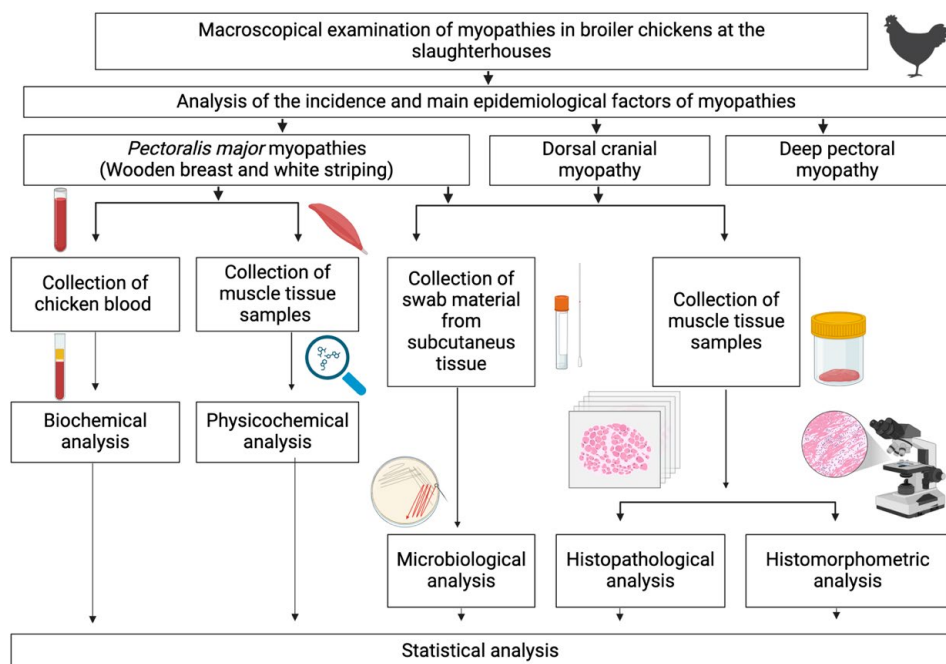 Macroscopical examination of myopathies in broiler chickens at the
slaughterhouses
Analysis of the incidence and main epidemiological factors of myopathies
Pectoralis major myopathies
(Wooden breast and white striping)
Dorsal cranial
myopathy
Deep pectoral
myopathy
Collection of
chicken blood
Collection of
muscle tissue
samples
Collection of
swab material
from
subcutaneus
tissue
Collection of
muscle tissue
samples
Biochemical
analysis
Physicochemical
analysis
Microbiological
analysis
Histopathological
analysis
Histomorphometric
analysis
Statistical analysis